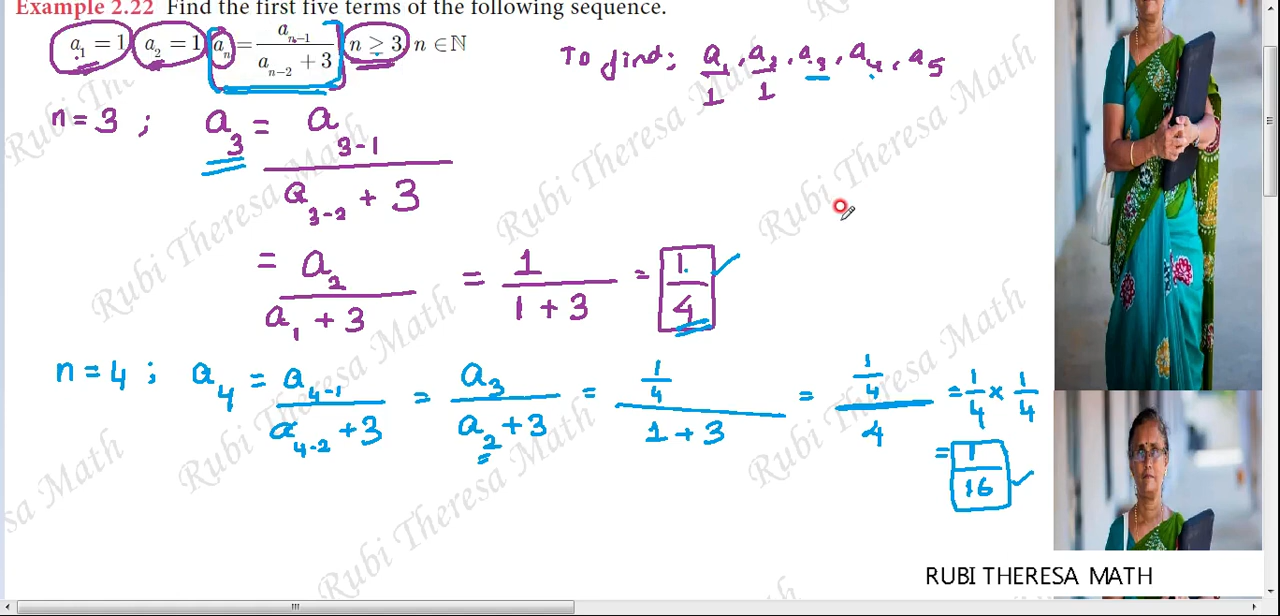 Example 2.22 Find the first five terms of the following sequence.
a₁ = 1, a₂ = 1, aₙ = aₙ₋₁ / (aₙ₋₂ + 3), n ≥ 3, n ∈ ℕ
To find; a₁, a₂, a₃, a₄, a₅
1 1
n = 3 ; a₃ = a₃₋₁ / (a₃₋₂ + 3)
= a₂ / (a₁ + 3) = 1 / (1 + 3) = 1/4
n = 4 ; a₄ = a₄₋₁ / (a₄₋₂ + 3) = a₃ / (a₂ + 3) = (1/4) / (1 + 3) = (1/4) / 4 = 1/4 × 1/4
= 1/16
RUBI THERESA MATH
Rubi Theresa Math